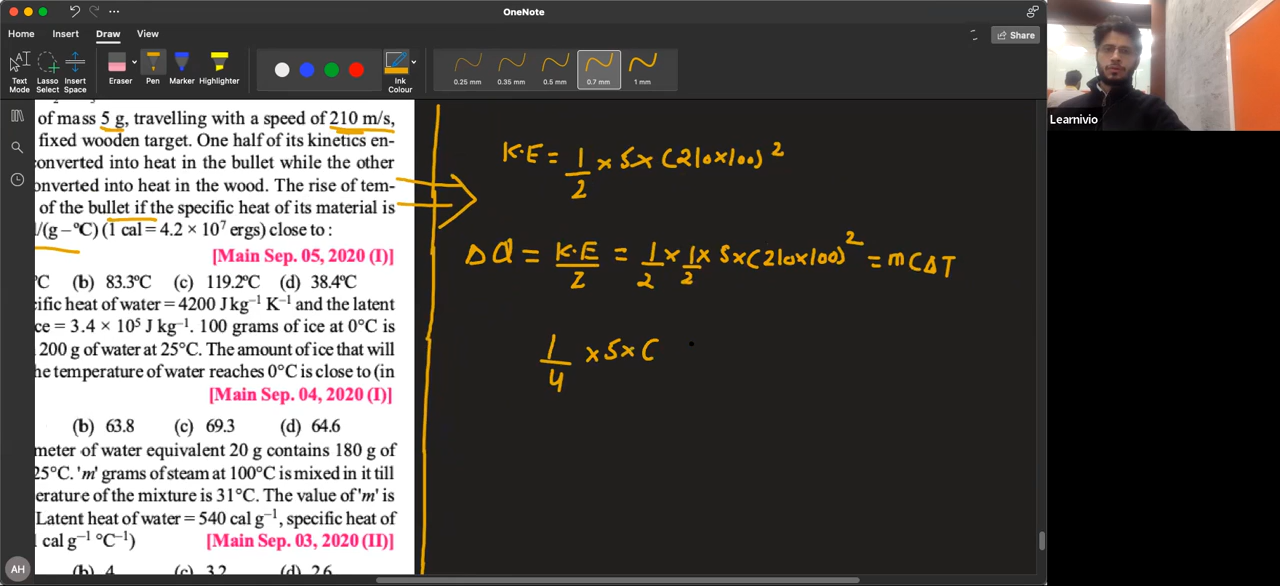 OneNote
Home Insert Draw View
Share
Text Mode Lasso Select Insert Space Eraser Pen Marker Highlighter Ink Colour 0.25 mm 0.35 mm 0.5 mm 0.7 mm 1 mm
Learnivio
of mass 5 g, travelling with a speed of 210 m/s,
fixed wooden target. One half of its kinetics en-
converted into heat in the bullet while the other
onverted into heat in the wood. The rise of tem-
of the bullet if the specific heat of its material is
l/(g – °C) (1 cal = 4.2 × 10⁷ ergs) close to :
[Main Sep. 05, 2020 (I)]
°C (b) 83.3°C (c) 119.2°C (d) 38.4°C
ific heat of water = 4200 J kg⁻¹ K⁻¹ and the latent
ce = 3.4 × 10⁵ J kg⁻¹. 100 grams of ice at 0°C is
200 g of water at 25°C. The amount of ice that will
he temperature of water reaches 0°C is close to (in
[Main Sep. 04, 2020 (I)]
(b) 63.8 (c) 69.3 (d) 64.6
meter of water equivalent 20 g contains 180 g of
25°C. 'm' grams of steam at 100°C is mixed in it till
erature of the mixture is 31°C. The value of 'm' is
Latent heat of water = 540 cal g⁻¹, specific heat of
cal g⁻¹ °C⁻¹) [Main Sep. 03, 2020 (II)]
(b) 4 (c) 3.2 (d) 2.6
K.E = 1/2 × 5 × (210×100)²
ΔQ = K.E/2 = 1/2 × 1/2 × 5 × (210×100)² = mCΔT
1/4 × 5 × (
AH